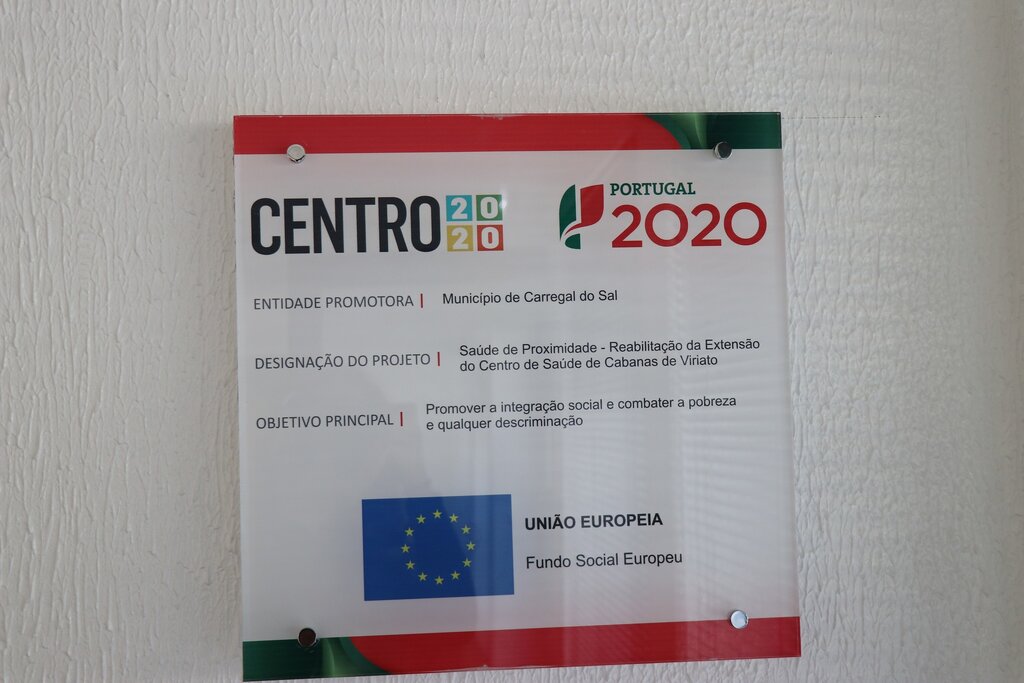 CENTRO 2020
PORTUGAL
2020
ENTIDADE PROMOTORA | Município de Carregal do Sal
DESIGNAÇÃO DO PROJETO | Saúde de Proximidade - Reabilitação da Extensão
do Centro de Saúde de Cabanas de Viriato
OBJETIVO PRINCIPAL | Promover a integração social e combater a pobreza
e qualquer descriminação
UNIÃO EUROPEIA
Fundo Social Europeu